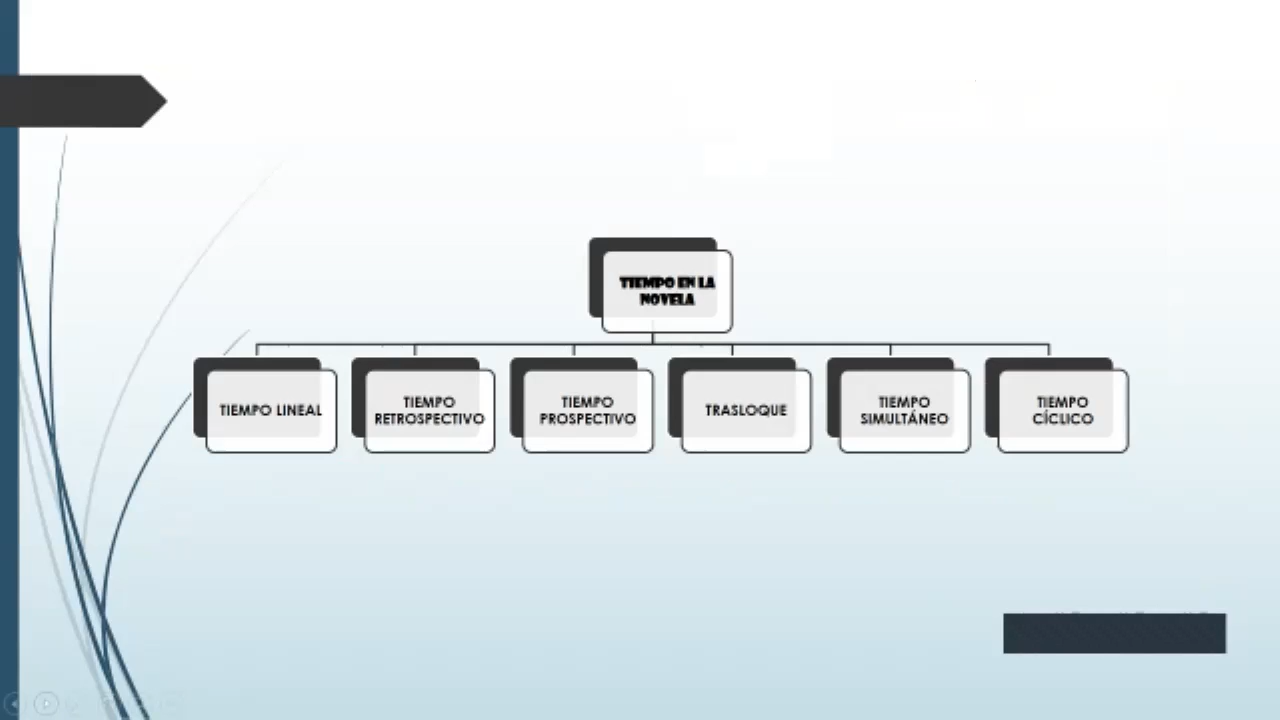 TIEMPO EN LA
NOVELA
TIEMPO LINEAL
TIEMPO
RETROSPECTIVO
TIEMPO
PROSPECTIVO
TRASLOQUE
TIEMPO
SIMULTÁNEO
TIEMPO
CÍCLICO